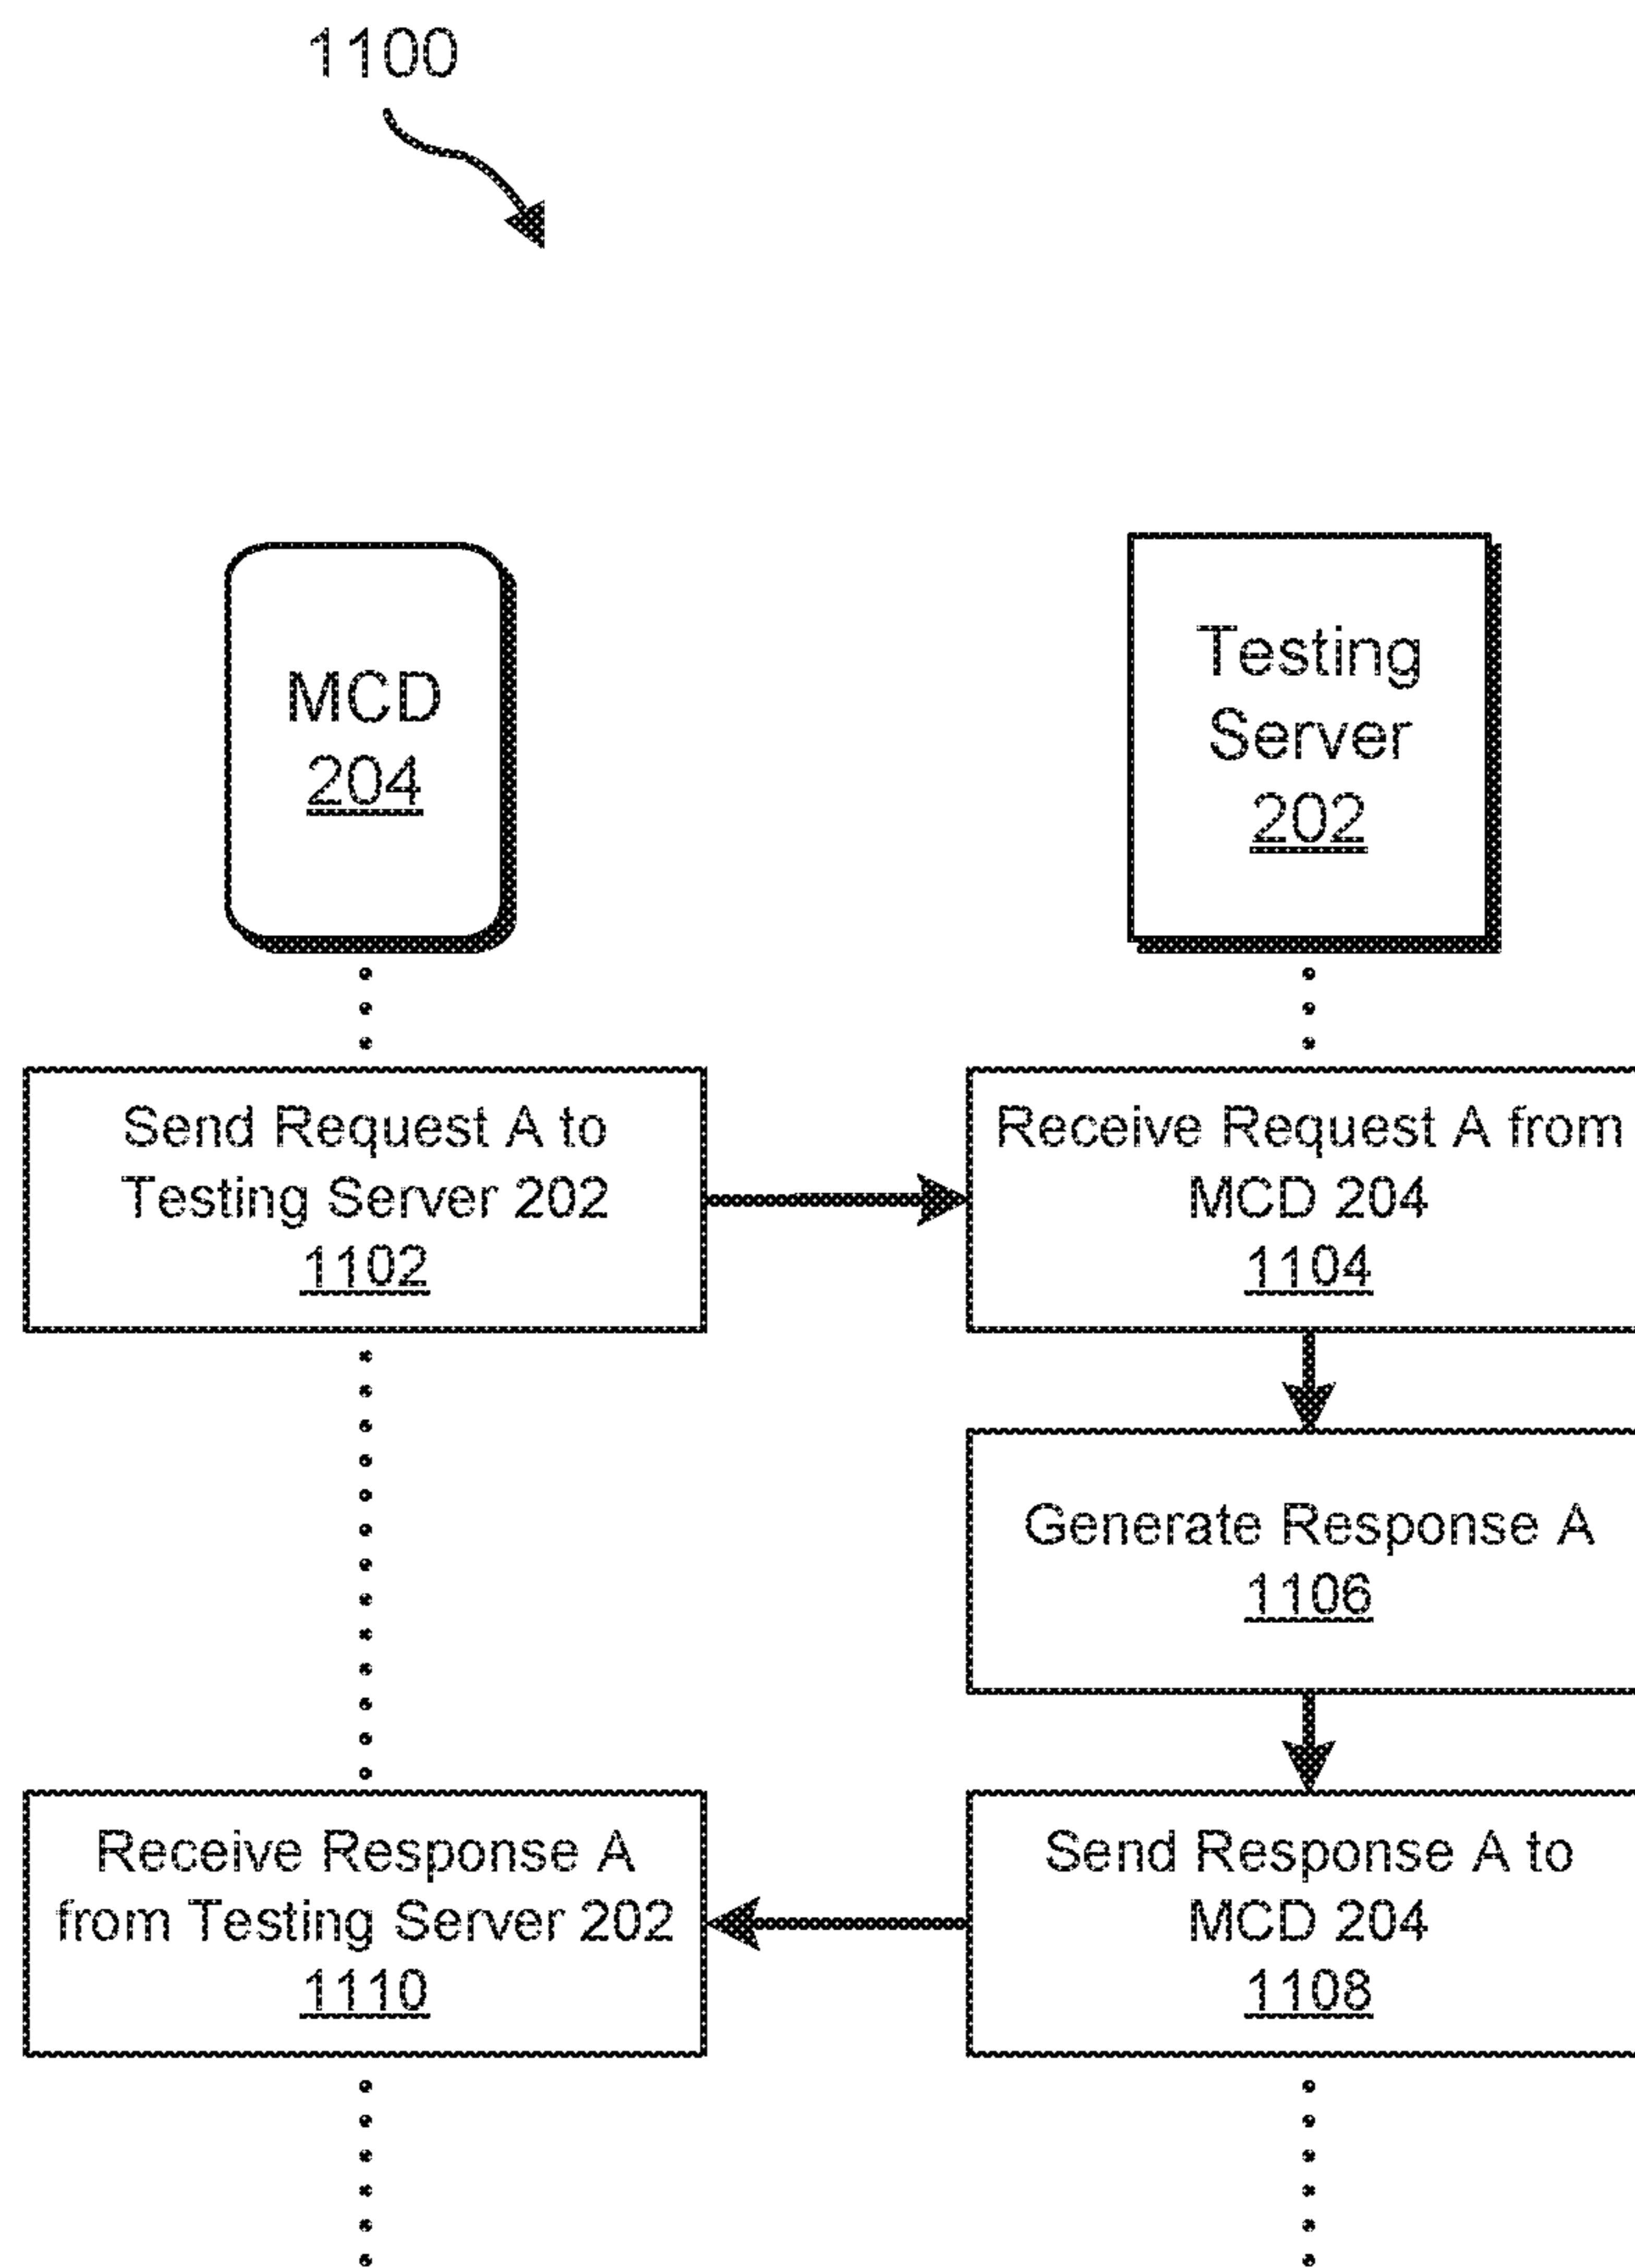 1100
MCD
204
Testing
Server
202
Send Request A to
Testing Server 202
1102
Receive Request A from
MCD 204
1104
Generate Response A
1106
Receive Response A
from Testing Server 202
1110
Send Response A to
MCD 204
1108